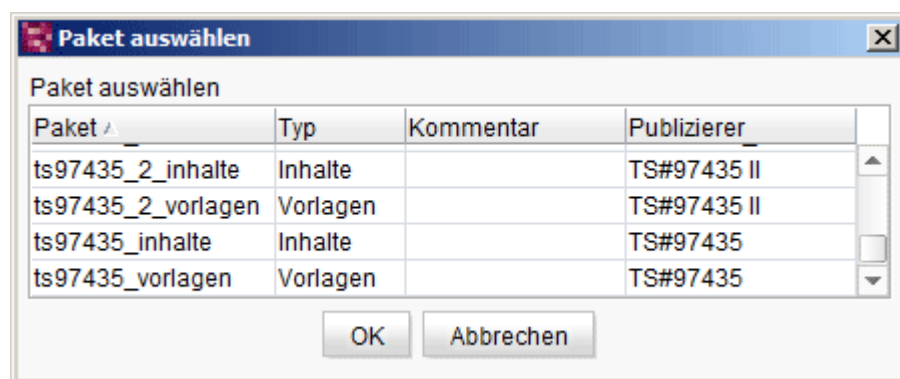 Paket auswählen
Paket auswählen
Paket Typ Kommentar Publizierer
ts97435_2_inhalte Inhalte TS#97435 II
ts97435_2_vorlagen Vorlagen TS#97435 II
ts97435_inhalte Inhalte TS#97435
ts97435_vorlagen Vorlagen TS#97435
OK Abbrechen